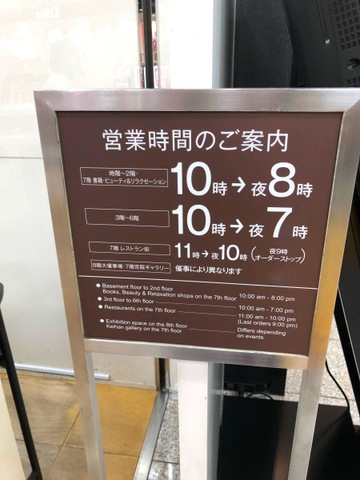 営業時間のご案内
地階~2階・
7階 書籍・ビューティ&リラクゼーション
10時→夜8時
3階~6階
10時→夜7時
7階 レストラン街
11時→夜10時(夜9時 オーダーストップ)
8階大催事場・7階京阪ギャラリー
催事により異なります
● Basement floor to 2nd floor
Books, Beauty & Relaxation shops on the 7th floor 10:00 am - 8:00 pm
● 3rd floor to 6th floor 10:00 am - 7:00 pm
● Restaurants on the 7th floor 11:00 am - 10:00 pm
(Last orders 9:00 pm)
● Exhibition space on the 8th floor Differs depending
Keihan gallery on the 7th floor on events